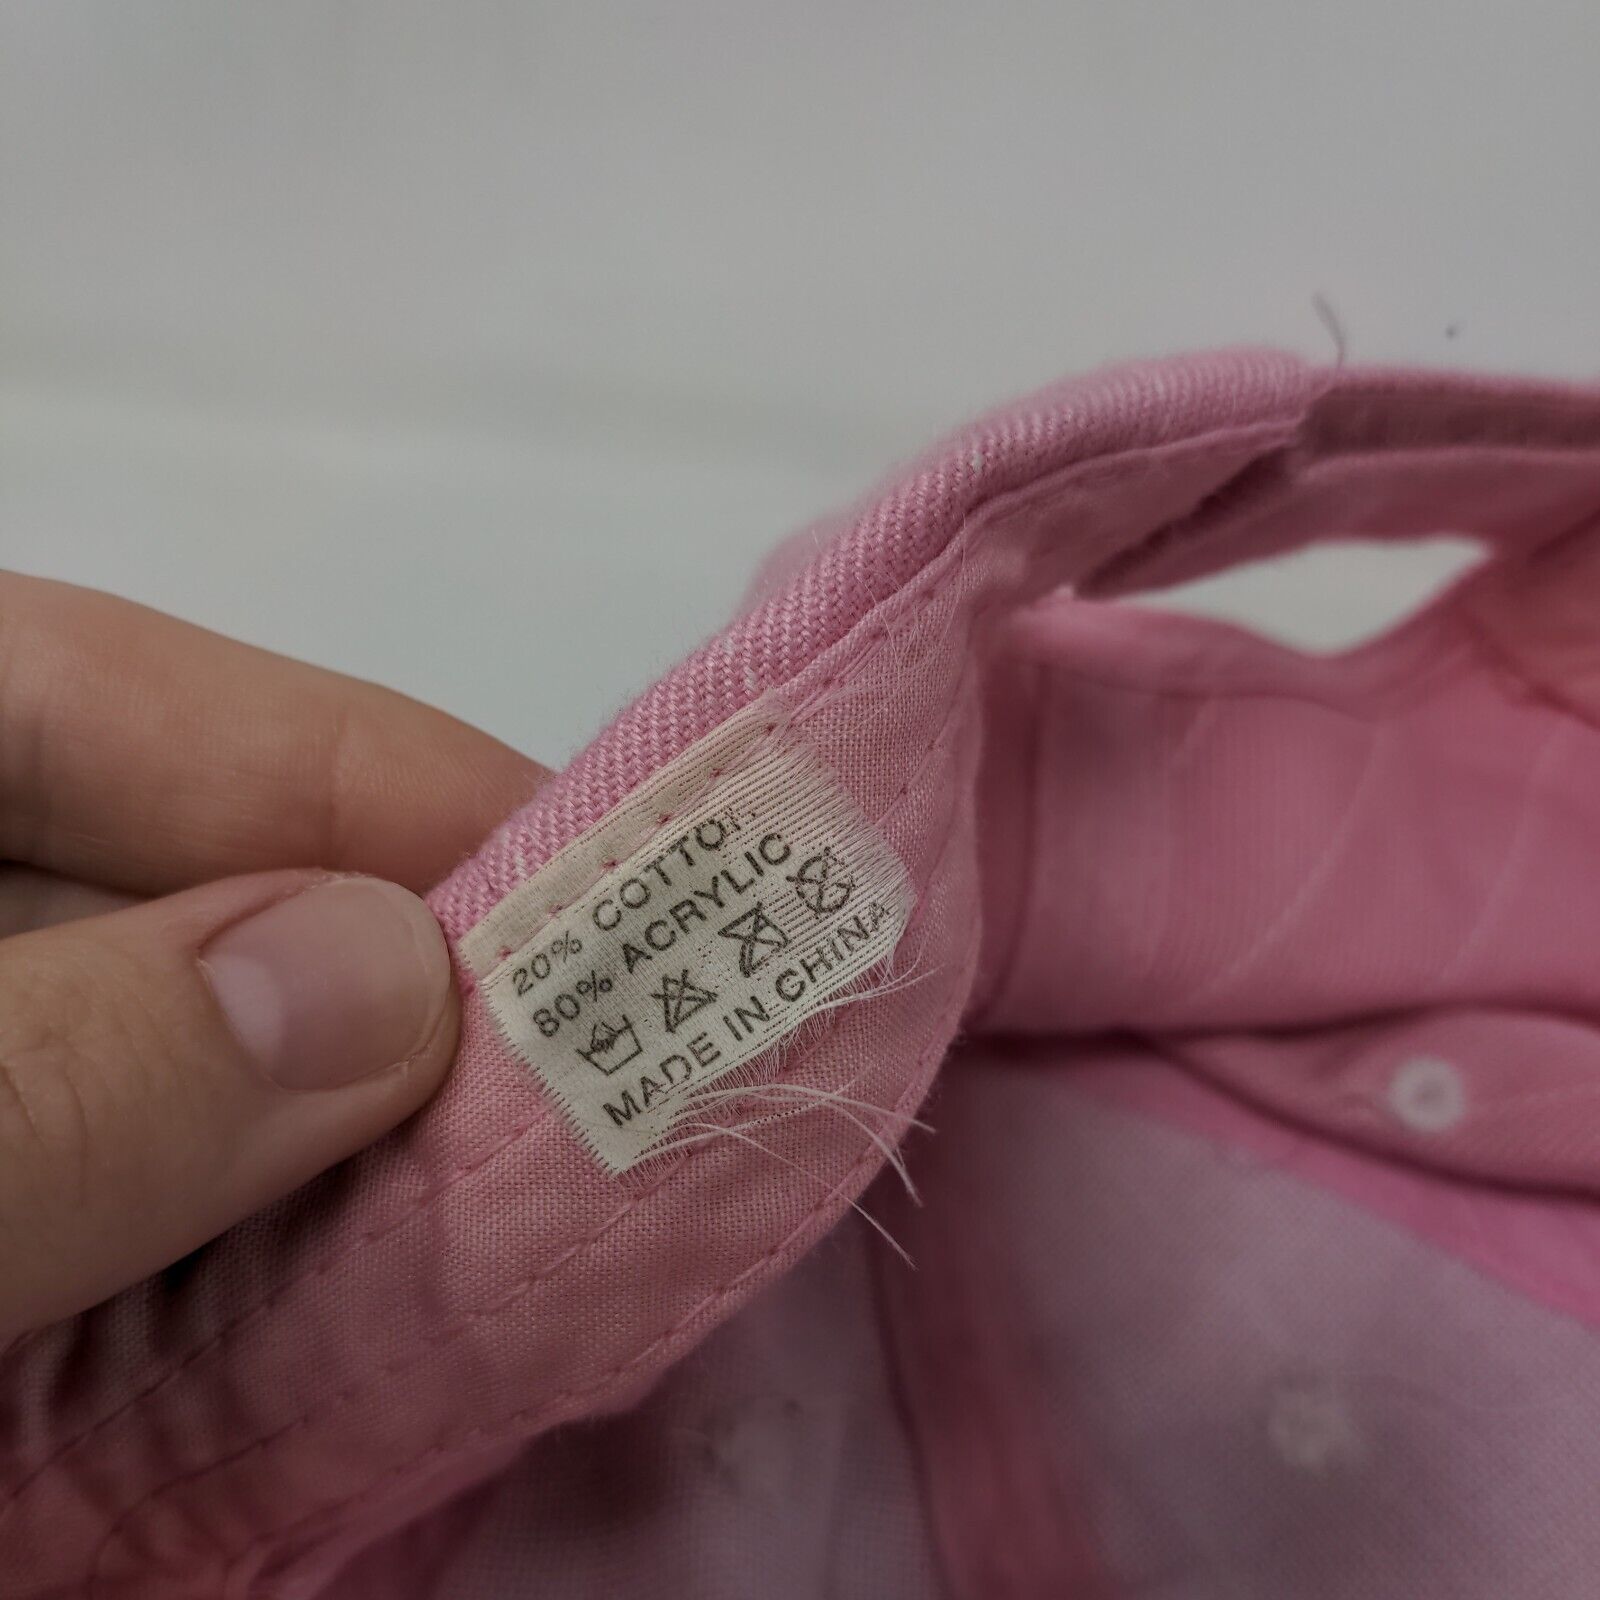 20% COTTON
80% ACRYLIC
MADE IN CHINA